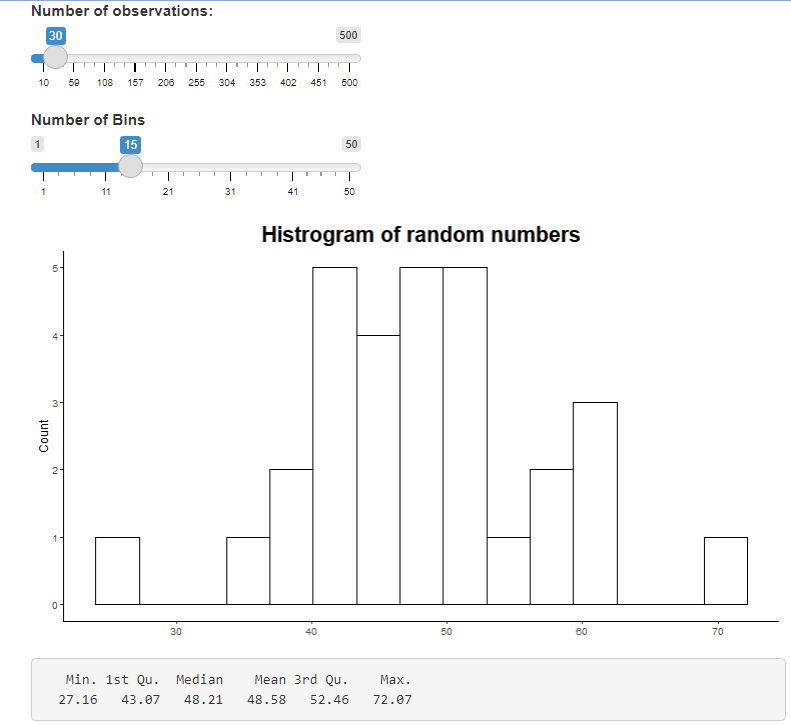 Number of observations:
30 500
10 59 108 157 206 255 304 353 402 451 500
Number of Bins
1 15 50
1 11 21 31 41 50
Histrogram of random numbers
5
4
3
Count
2
1
0
30 40 50 60 70
Min. 1st Qu. Median Mean 3rd Qu. Max.
27.16 43.07 48.21 48.58 52.46 72.07